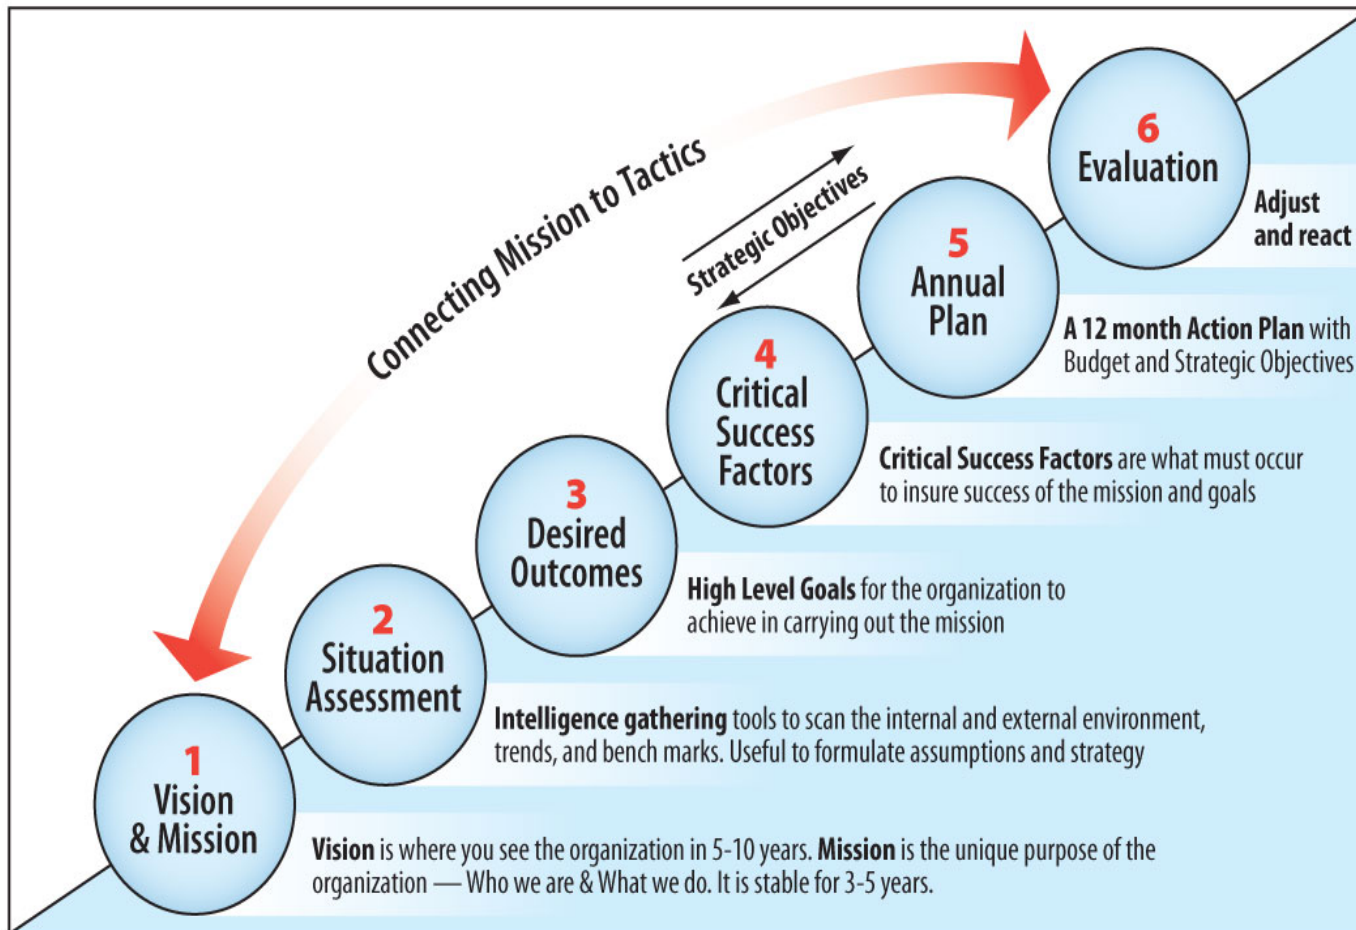 Connecting Mission to Tactics
Strategic Objectives
1
Vision
& Mission
Vision is where you see the organization in 5-10 years. Mission is the unique purpose of the
organization — Who we are & What we do. It is stable for 3-5 years.
2
Situation
Assessment
Intelligence gathering tools to scan the internal and external environment,
trends, and bench marks. Useful to formulate assumptions and strategy
3
Desired
Outcomes
High Level Goals for the organization to
achieve in carrying out the mission
4
Critical
Success
Factors
Critical Success Factors are what must occur
to insure success of the mission and goals
5
Annual
Plan
A 12 month Action Plan with
Budget and Strategic Objectives
6
Evaluation
Adjust
and react